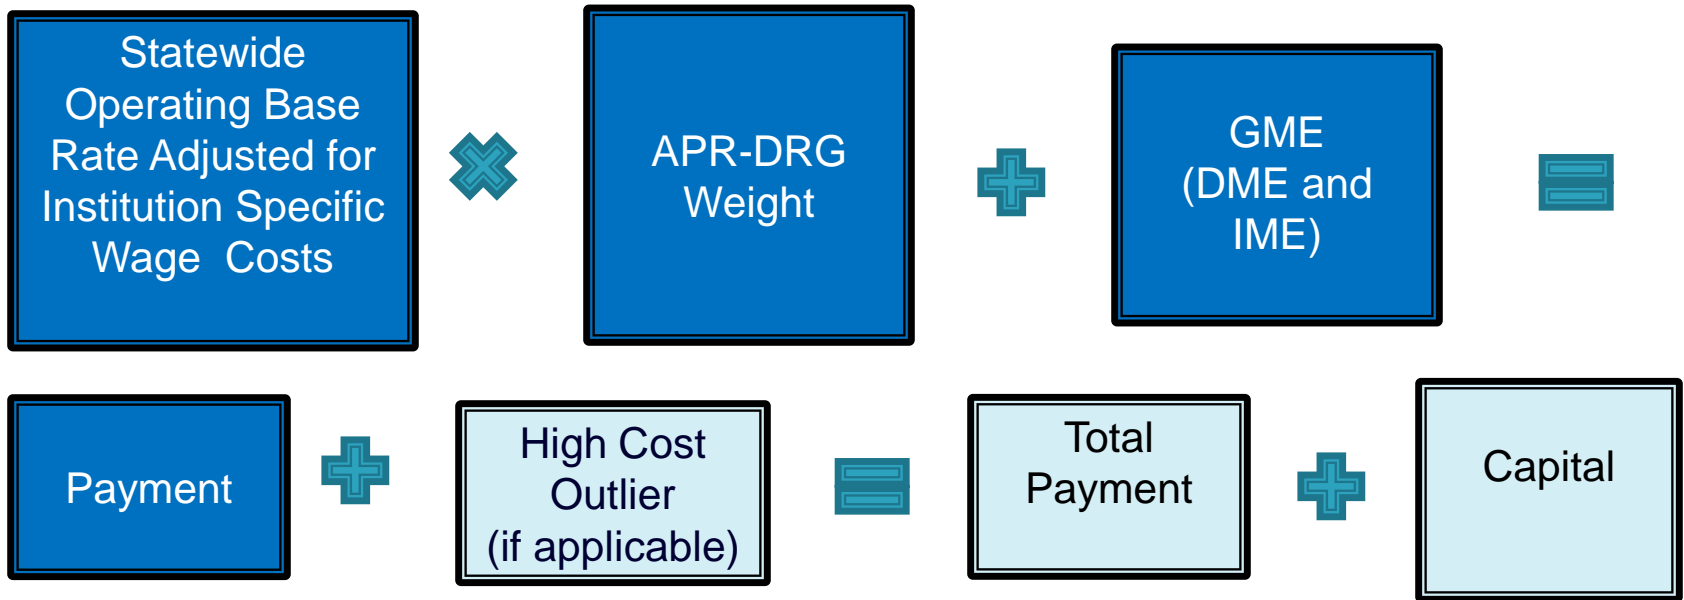 Statewide
Operating Base
Rate Adjusted for
Institution Specific
Wage Costs
APR-DRG
Weight
GME
(DME and
IME)
Payment
High Cost
Outlier
(if applicable)
Total
Payment
Capital